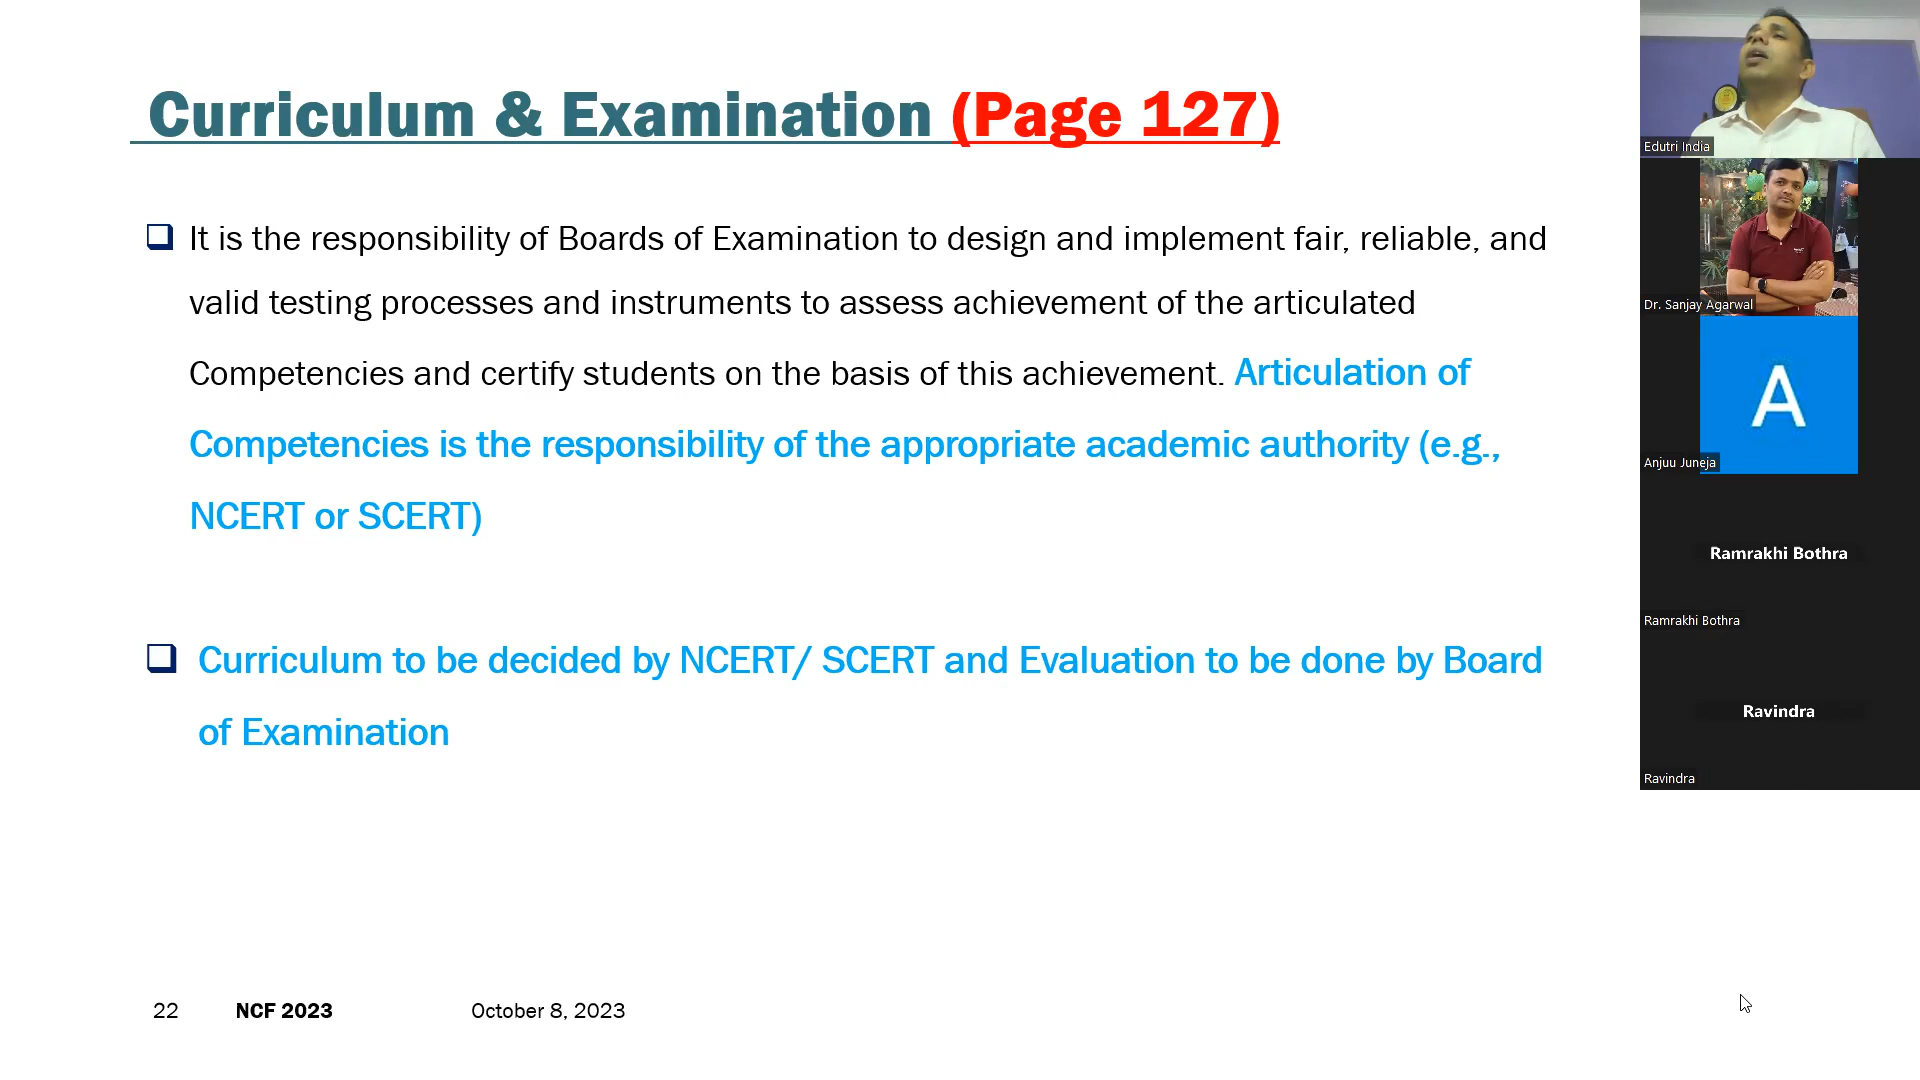 Curriculum & Examination (Page 127)
❑ It is the responsibility of Boards of Examination to design and implement fair, reliable, and
valid testing processes and instruments to assess achievement of the articulated
Competencies and certify students on the basis of this achievement. Articulation of
Competencies is the responsibility of the appropriate academic authority (e.g.,
NCERT or SCERT)
❑ Curriculum to be decided by NCERT/ SCERT and Evaluation to be done by Board
of Examination
22 NCF 2023 October 8, 2023
Edutri India
Dr. Sanjay Agarwal
A
Anjuu Juneja
Ramrakhi Bothra
Ramrakhi Bothra
Ravindra
Ravindra